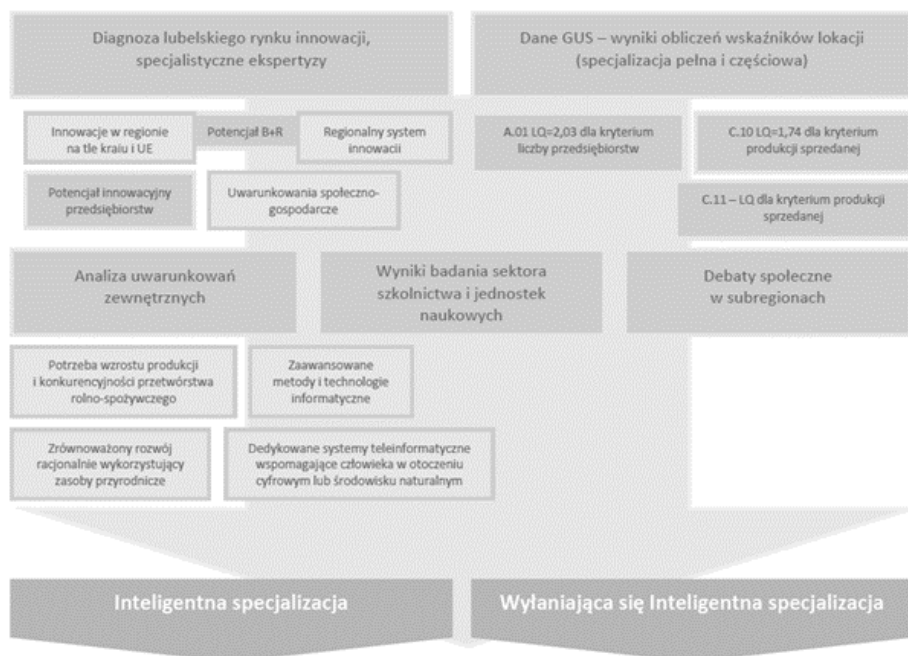 Diagnoza lubelskiego rynku innowacji,
specjalistyczne ekspertyzy
Dane GUS – wyniki obliczeń wskaźników lokacji
(specjalizacja pełna i częściowa)
Innowacje w regionie
na tle kraju i UE
Potencjał B+R
Regionalny system
innowacii
A.01 LQ=2,03 dla kryterium
liczby przedsiębiorstw
C.10 LQ=1,74 dla kryterium
produkcji sprzedanej
Potencjał innowacyjny
przedsiębiorstw
Uwarunkowania społeczno-
gospodarcze
C.11 – LQ dla kryterium produkcji
sprzedanej
Analiza uwarunkowań
zewnętrznych
Wyniki badania sektora
szkolnictwa i jednostek
naukowych
Debaty społeczne
w subregionach
Potrzeba wzrostu produkcji
i konkurencyjności przetwórstwa
rolno-spożywczego
Zaawansowane
metody i technologie
informatyczne
Zrównoważony rozwój
racjonalnie wykorzystujący
zasoby przyrodnicze
Dedykowane systemy teleinformatyczne
wspomagające człowieka w otoczeniu
cyfrowym lub środowisku naturalnym
Inteligentna specjalizacja
Wyłaniająca się Inteligentna specjalizacja